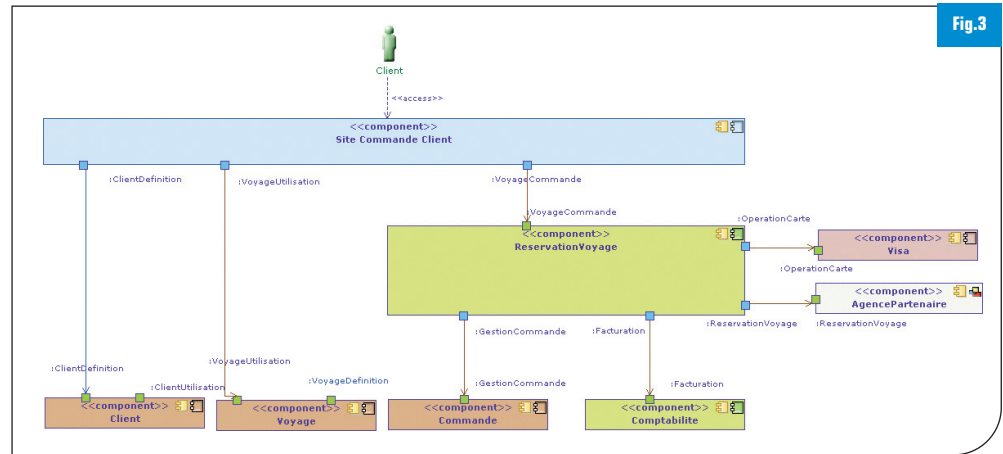 Fig.3
Client
<<access>>
<<component>>
Site Commande Client
:ClientDefinition
:VoyageUtilisation
:VoyageCommande
:VoyageCommande
<<component>>
ReservationVoyage
:OperationCarte
<<component>>
Visa
:OperationCarte
<<component>>
AgencePartenaire
:ReservationVoyage
:ReservationVoyage
:GestionCommande
:Facturation
:ClientDefinition
:VoyageUtilisation
:ClientUtilisation
:VoyageDefinition
:GestionCommande
:Facturation
<<component>>
Client
<<component>>
Voyage
<<component>>
Commande
<<component>>
Comptabilite